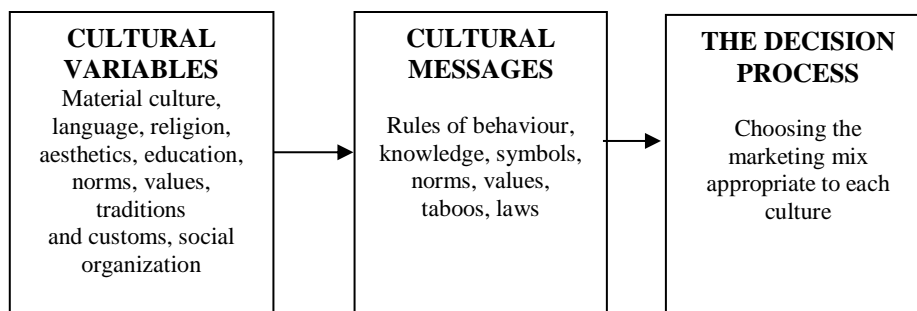 CULTURAL
VARIABLES
Material culture,
language, religion,
aesthetics, education,
norms, values,
traditions
and customs, social
organization
CULTURAL
MESSAGES
Rules of behaviour,
knowledge, symbols,
norms, values,
taboos, laws
THE DECISION
PROCESS
Choosing the
marketing mix
appropriate to each
culture